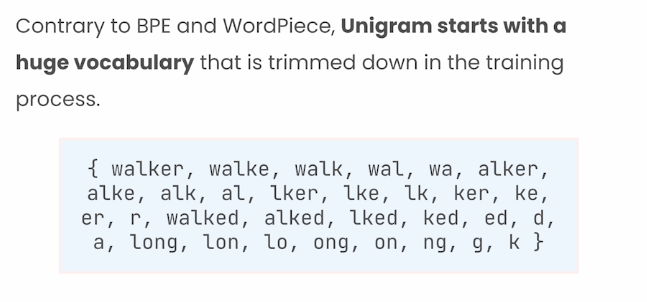 Contrary to BPE and WordPiece, Unigram starts with a
huge vocabulary that is trimmed down in the training
process.
{ walker, walke, walk, wal, wa, alker,
alke, alk, al, lker, lke, lk, ker, ke,
er, r, walked, alked, lked, ked, ed, d,
a, long, lon, lo, ong, on, ng, g, k }